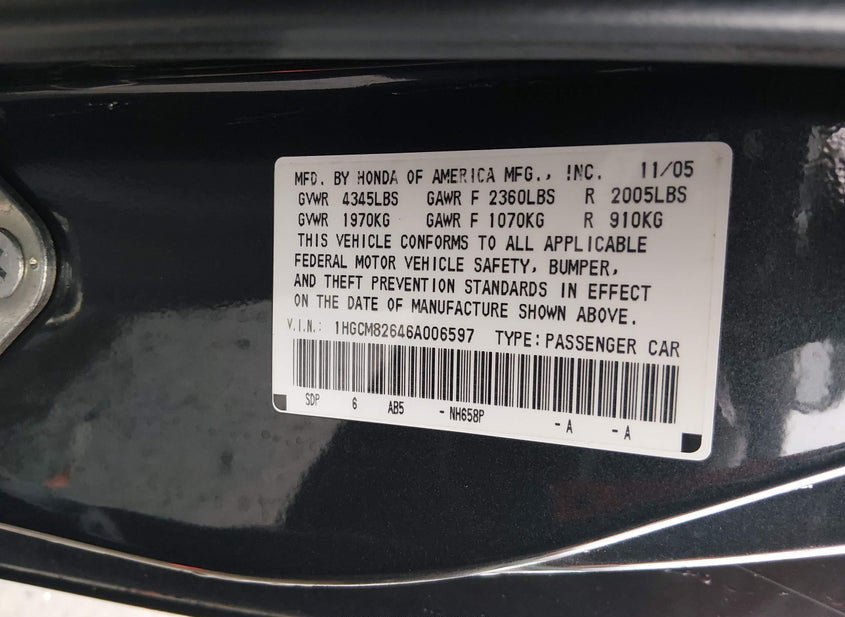 MFD. BY HONDA OF AMERICA MFG., INC. 11/05
GVWR 4345LBS GAWR F 2360LBS R 2005LBS
GVWR 1970KG GAWR F 1070KG R 910KG
THIS VEHICLE CONFORMS TO ALL APPLICABLE
FEDERAL MOTOR VEHICLE SAFETY, BUMPER,
AND THEFT PREVENTION STANDARDS IN EFFECT
ON THE DATE OF MANUFACTURE SHOWN ABOVE.
V.I.N.: 1HGCM82646A006597 TYPE: PASSENGER CAR
SDP 6 AB5 - NH658P - A - A